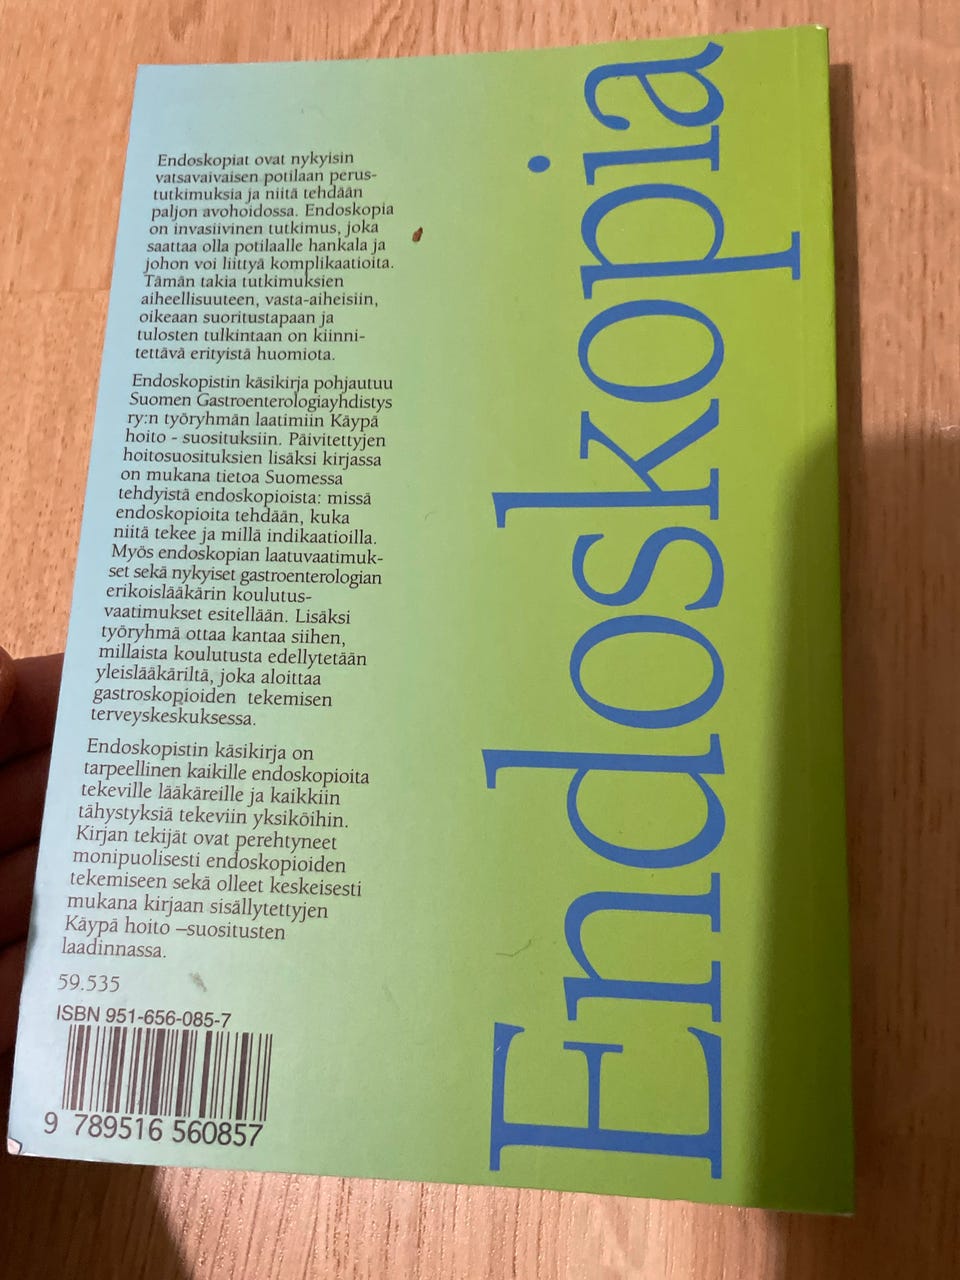 Endoskopiat ovat nykyisin
vatsavaivaisen potilaan perus-
tutkimuksia ja niitä tehdään
paljon avohoidossa. Endoskopia
on invasiivinen tutkimus, joka
saattaa olla potilaalle hankala ja
johon voi liittyä komplikaatioita.
Tämän takia tutkimuksien
aiheellisuuteen, vasta-aiheisiin,
oikeaan suoritustapaan ja
tulosten tulkintaan on kiinni-
tettävä erityistä huomiota.
Endoskopistin käsikirja pohjautuu
Suomen Gastroenterologiayhdistys
ry:n työryhmän laatimiin Käypä
hoito - suosituksiin. Päivitettyjen
hoitosuosituksien lisäksi kirjassa
on mukana tietoa Suomessa
tehdyistä endoskopioista: missä
endoskopioita tehdään, kuka
niitä tekee ja millä indikaatioilla.
Myös endoskopian laatuvaatimuk-
set sekä nykyiset gastroenterologian
erikoislääkärin koulutus-
vaatimukset esitellään. Lisäksi
työryhmä ottaa kantaa siihen,
millaista koulutusta edellytetään
yleislääkäriltä, joka aloittaa
gastroskopioiden tekemisen
terveyskeskuksessa.
Endoskopistin käsikirja on
tarpeellinen kaikille endoskopioita
tekeville lääkäreille ja kaikkiin
tähystyksiä tekeviin yksiköihin.
Kirjan tekijät ovat perehtyneet
monipuolisesti endoskopioiden
tekemiseen sekä olleet keskeisesti
mukana kirjaan sisällytettyjen
Käypä hoito –suositusten
laadinnassa.
59.535
ISBN 951-656-085-7
9 789516 560857
Endoskopia